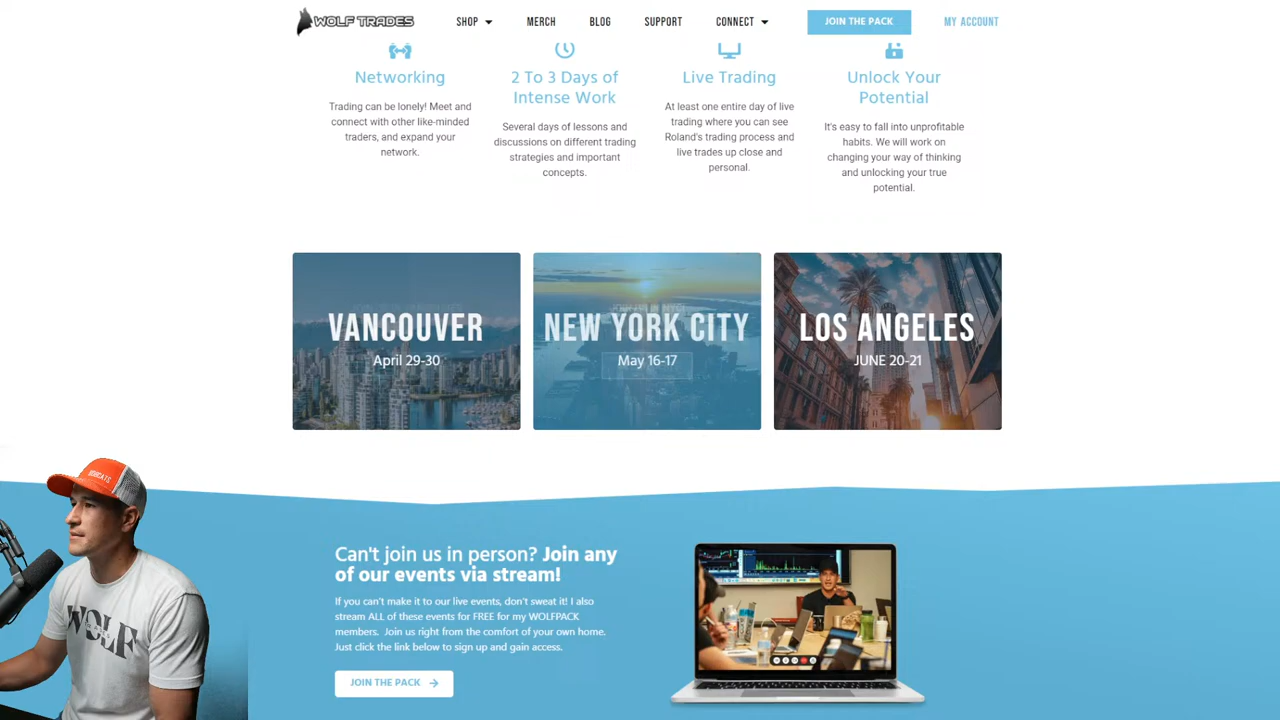 WOLF TRADES
SHOP
MERCH
BLOG
SUPPORT
CONNECT
JOIN THE PACK
MY ACCOUNT
Networking
Trading can be lonely! Meet and
connect with other like-minded
traders, and expand your
network.
2 To 3 Days of
Intense Work
Several days of lessons and
discussions on different trading
strategies and important
concepts.
Live Trading
At least one entire day of live
trading where you can see
Roland's trading process and
live trades up close and
personal.
Unlock Your
Potential
It's easy to fall into unprofitable
habits. We will work on
changing your way of thinking
and unlocking your true
potential.
VANCOUVER
April 29-30
NEW YORK CITY
May 16-17
LOS ANGELES
JUNE 20-21
BOBCATS
WOLF
Can't join us in person? Join any
of our events via stream!
If you can't make it to our live events, don't sweat it! I also
stream ALL of these events for FREE for my WOLFPACK
members. Join us right from the comfort of your own home.
Just click the link below to sign up and gain access.
JOIN THE PACK